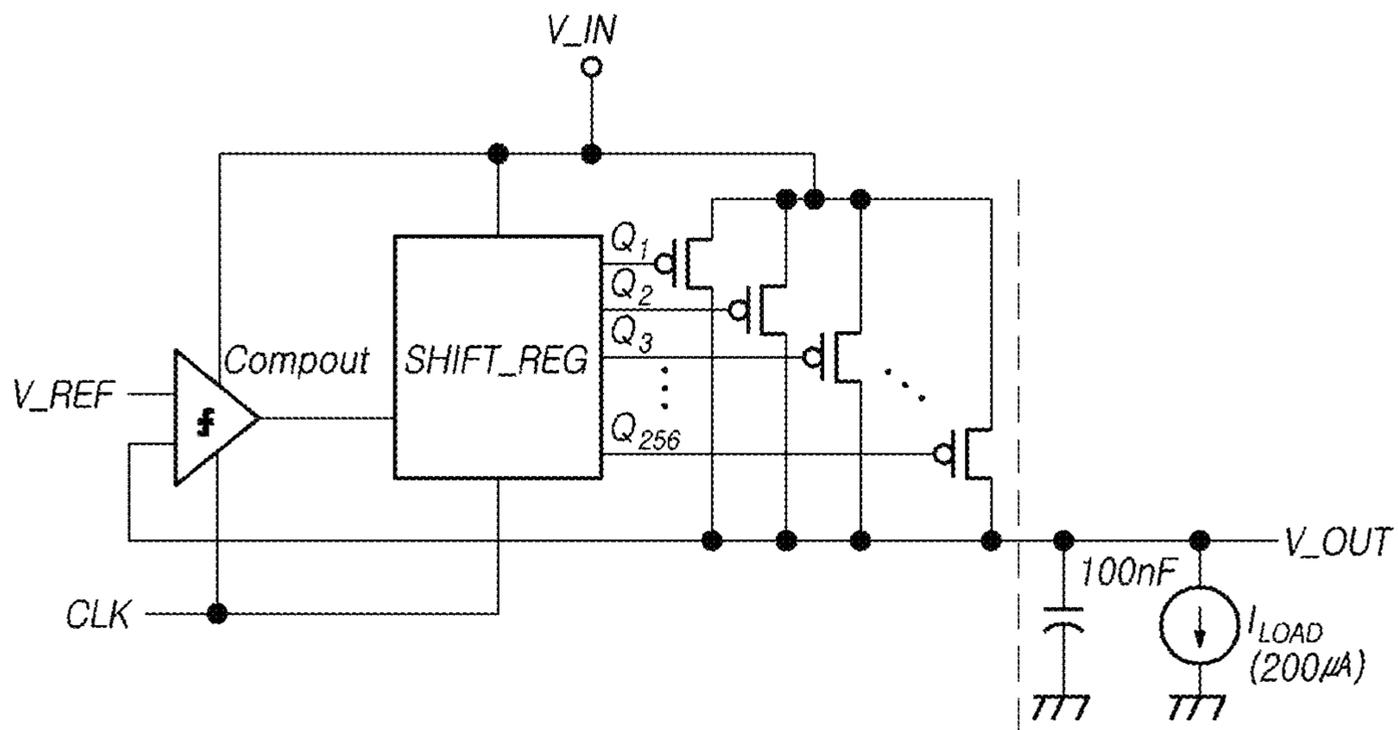 V_IN
Q1
Q2
Q3
Q256
Compout
SHIFT_REG
V_REF
CLK
V_OUT
100nF
ILOAD
(200μA)